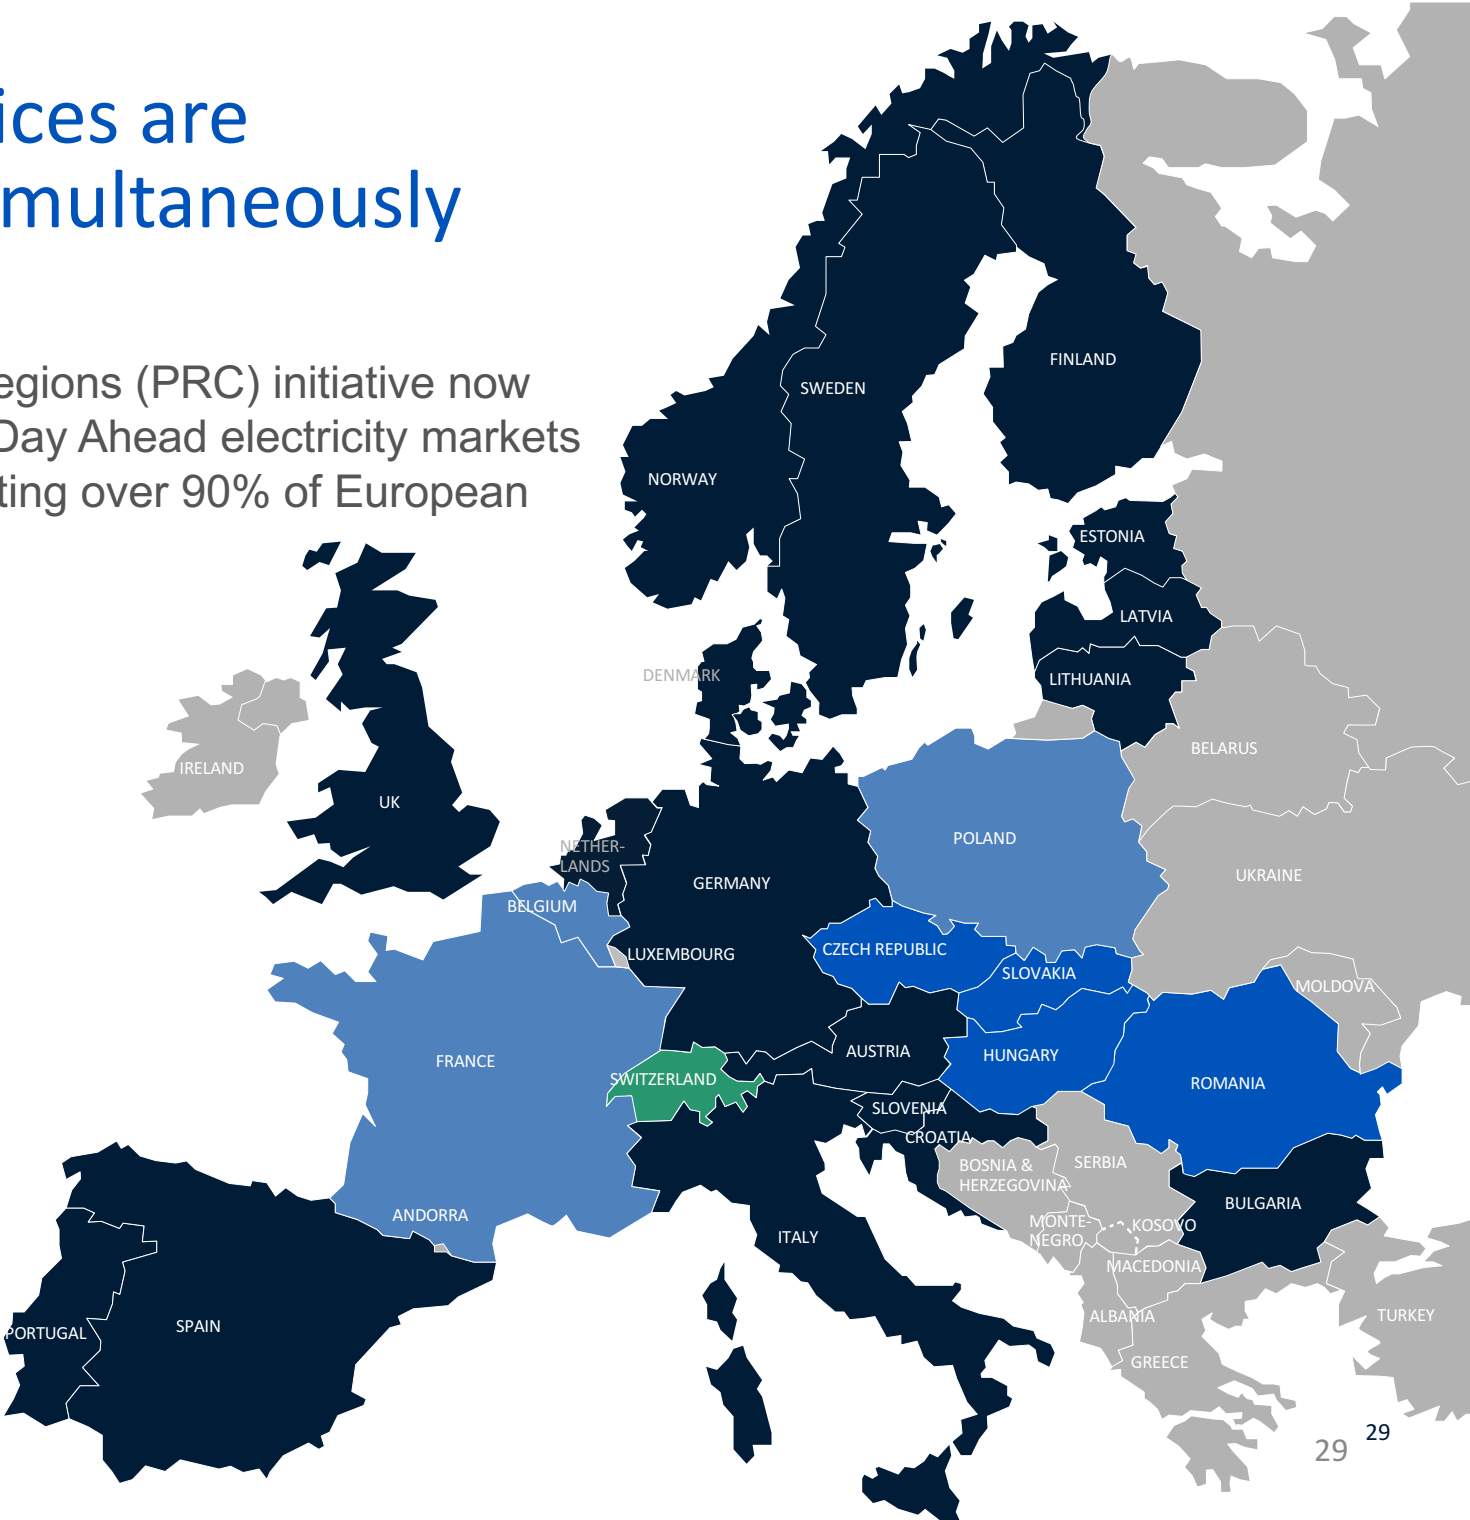 ices are
multaneously
egions (PRC) initiative now
Day Ahead electricity markets
ting over 90% of European
FINLAND
SWEDEN
NORWAY
ESTONIA
LATVIA
DENMARK
LITHUANIA
BELARUS
IRELAND
UK
POLAND
NETHER-
LANDS
UKRAINE
GERMANY
BELGIUM
CZECH REPUBLIC
LUXEMBOURG
SLOVAKIA
MOLDOVA
AUSTRIA
HUNGARY
FRANCE
SWITZERLAND
ROMANIA
SLOVENIA
CROATIA
BOSNIA &
HERZEGOVINA
SERBIA
BULGARIA
ANDORRA
MONTE-
NEGRO
KOSOVO
ITALY
MACEDONIA
ALBANIA
TURKEY
SPAIN
PORTUGAL
GREECE
29
29